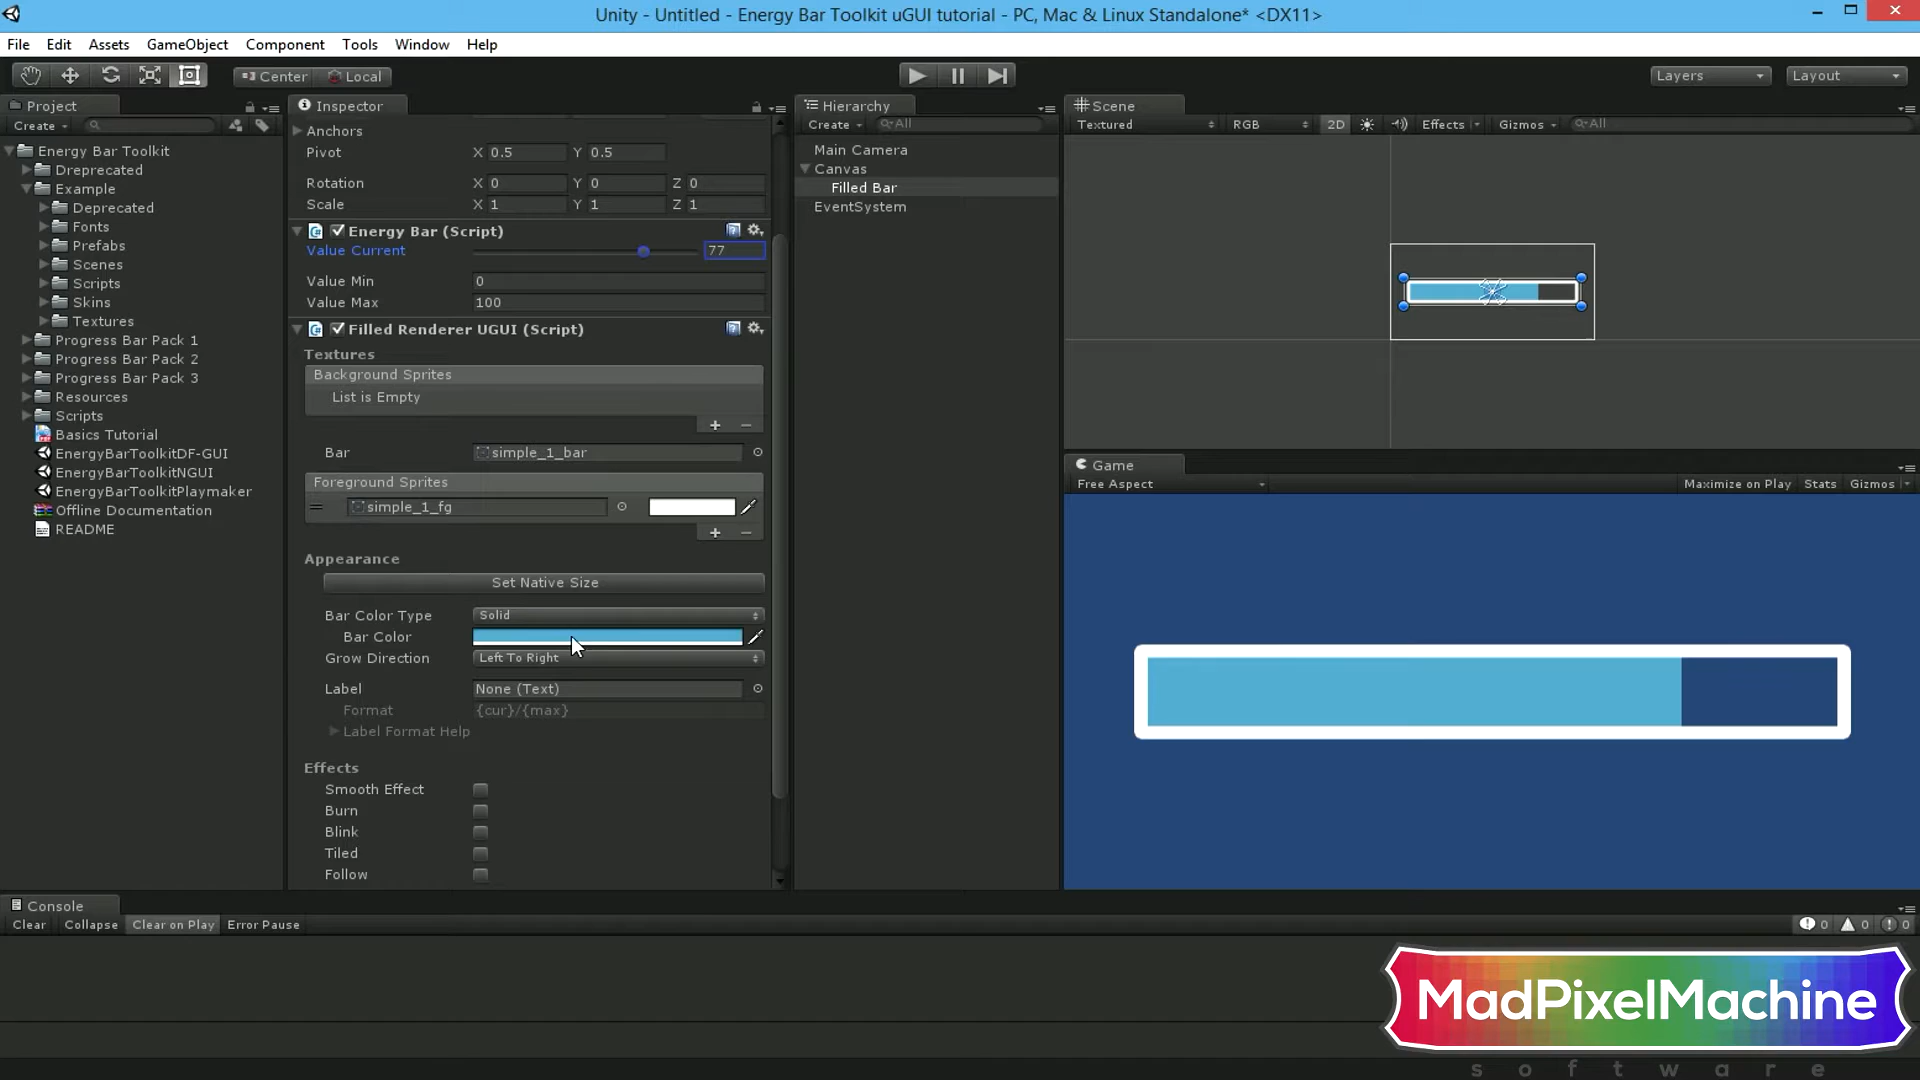 Unity - Untitled - Energy Bar Toolkit uGUI tutorial - PC, Mac & Linux Standalone* <DX11>
File Edit Assets GameObject Component Tools Window Help
Center Local Layers Layout
Project
Create
Energy Bar Toolkit
Dreprecated
Example
Deprecated
Fonts
Prefabs
Scenes
Scripts
Skins
Textures
Progress Bar Pack 1
Progress Bar Pack 2
Progress Bar Pack 3
Resources
Scripts
Basics Tutorial
EnergyBarToolkitDF-GUI
EnergyBarToolkitNGUI
EnergyBarToolkitPlaymaker
Offline Documentation
README
Inspector
Anchors
Pivot X 0.5 Y 0.5
Rotation X 0 Y 0 Z 0
Scale X 1 Y 1 Z 1
Energy Bar (Script)
Value Current 77
Value Min 0
Value Max 100
Filled Renderer UGUI (Script)
Textures
Background Sprites
List is Empty
+ −
Bar simple_1_bar
Foreground Sprites
simple_1_fg
+ −
Appearance
Set Native Size
Bar Color Type Solid
Bar Color
Grow Direction Left To Right
Label None (Text)
Format {cur}/{max}
Label Format Help
Effects
Smooth Effect
Burn
Blink
Tiled
Follow
Hierarchy
Create All
Main Camera
Canvas
Filled Bar
EventSystem
Scene
Textured RGB 2D Effects Gizmos All
Game
Free Aspect Maximize on Play Stats Gizmos
Console
Clear Collapse Clear on Play Error Pause 0 0 0
MadPixelMachine
software